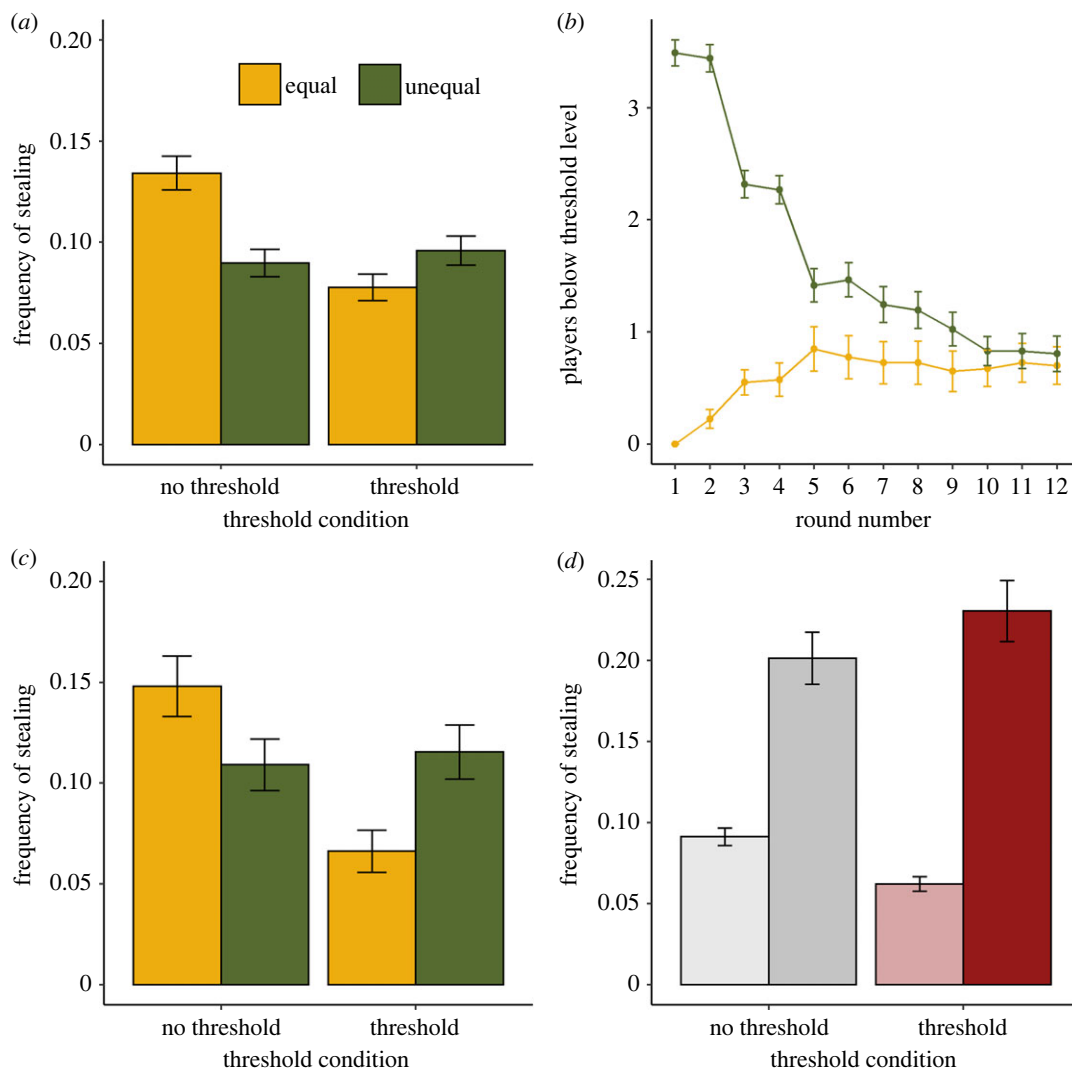 (a)
0.20
0.15
0.10
0.05
0
frequency of stealing
equal
unequal
no threshold
threshold
threshold condition
(b)
3
2
1
0
players below threshold level
1 2 3 4 5 6 7 8 9 10 11 12
round number
(c)
0.20
0.15
0.10
0.05
0
frequency of stealing
no threshold
threshold
threshold condition
(d)
0.25
0.20
0.15
0.10
0.05
0
frequency of stealing
no threshold
threshold
threshold condition